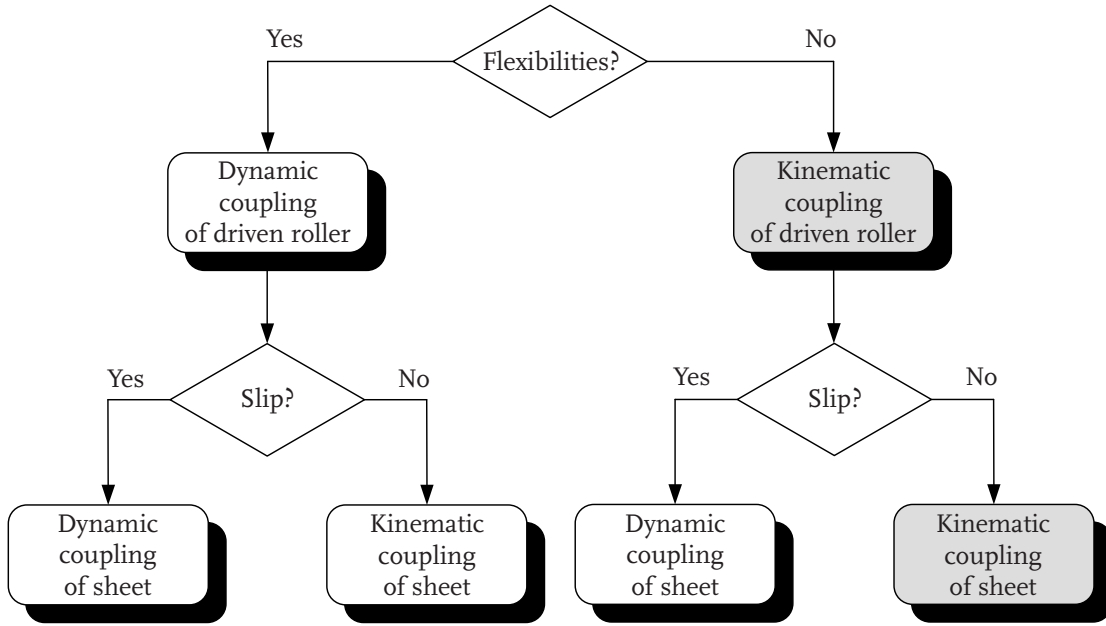 Flexibilities?
Yes
No
Dynamic
coupling
of driven roller
Kinematic
coupling
of driven roller
Slip?
Yes
No
Slip?
Yes
No
Dynamic
coupling
of sheet
Kinematic
coupling
of sheet
Dynamic
coupling
of sheet
Kinematic
coupling
of sheet